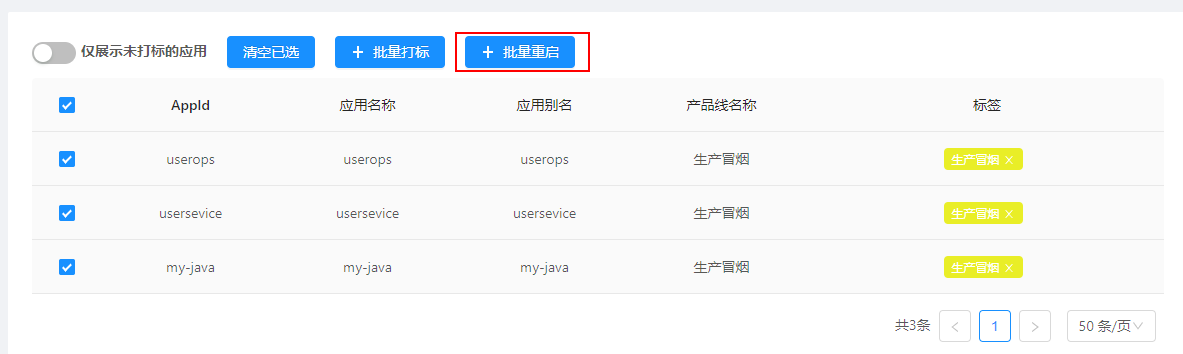 仅展示未打标的应用 清空已选 + 批量打标 + 批量重启
AppId 应用名称 应用别名 产品线名称 标签
userops userops userops 生产冒烟 生产冒烟 ×
usersevice usersevice usersevice 生产冒烟 生产冒烟 ×
my-java my-java my-java 生产冒烟 生产冒烟 ×
共3条 < 1 > 50 条/页